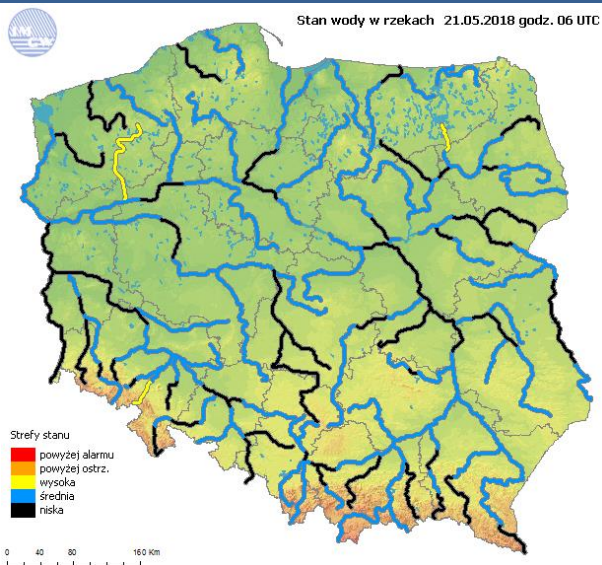 Stan wody w rzekach 21.05.2018 godz. 06 UTC
Strefy stanu
powyżej alarmu
powyżej ostrz.
wysoka
średnia
niska
0 40 80 160 Km